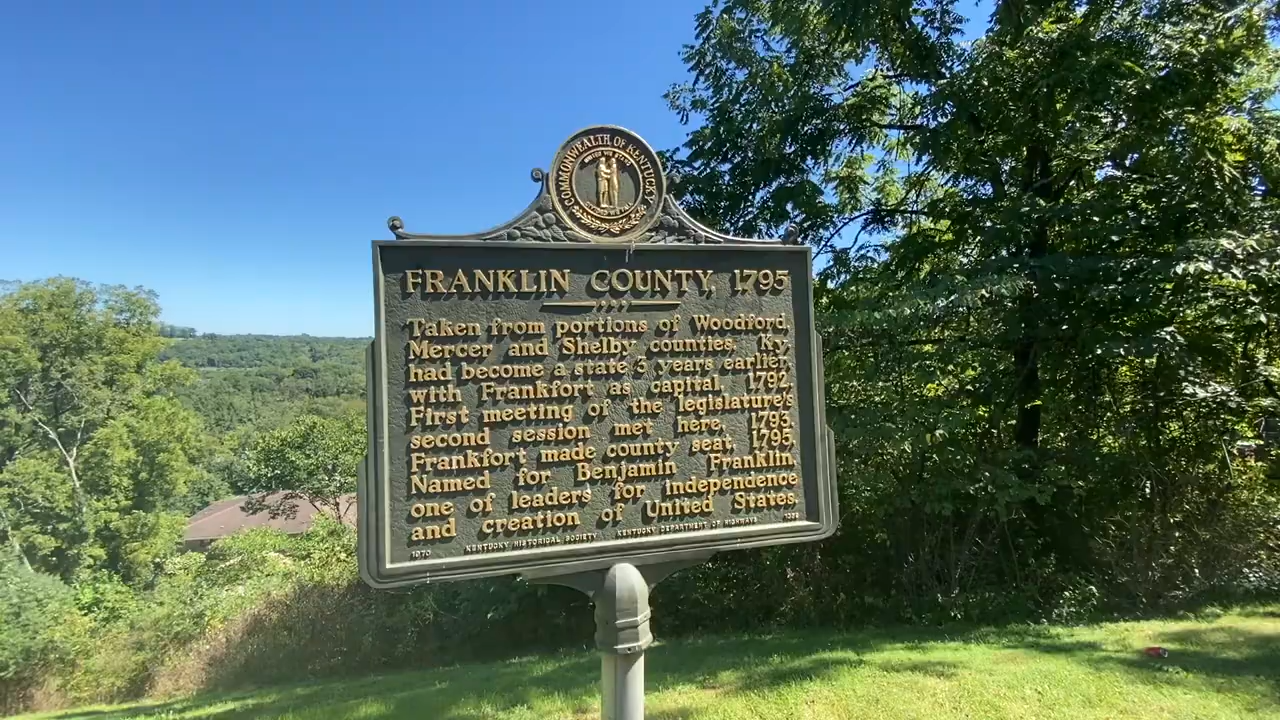 COMMONWEALTH OF KENTUCKY
FRANKLIN COUNTY, 1795
Taken from portions of Woodford,
Mercer and Shelby counties. Ky.
had become a state 3 years earlier,
with Frankfort as capital, 1792.
First meeting of the legislature's
second session met here, 1793.
Frankfort made county seat, 1795.
Named for Benjamin Franklin,
one of leaders for independence
and creation of United States.
1970 KENTUCKY HISTORICAL SOCIETY KENTUCKY DEPARTMENT OF HIGHWAYS